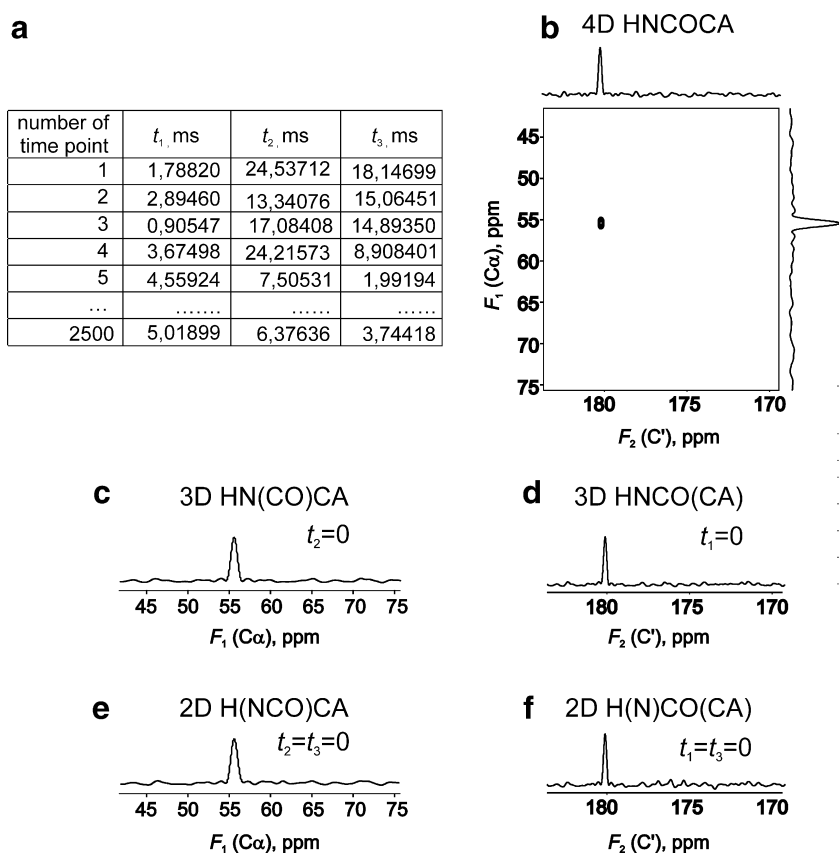 a
number of time point t₁, ms t₂, ms t₃, ms
1 1,78820 24,53712 18,14699
2 2,89460 13,34076 15,06451
3 0,90547 17,08408 14,89350
4 3,67498 24,21573 8,908401
5 4,55924 7,50531 1,99194
... ....... ...... ......
2500 5,01899 6,37636 3,74418
b
4D HNCOCA
45
50
55
60
65
70
75
F₁ (Cα), ppm
180 175 170
F₂ (C'), ppm
c
3D HN(CO)CA
t₂=0
45 50 55 60 65 70 75
F₁ (Cα), ppm
d
3D HNCO(CA)
t₁=0
180 175 170
F₂ (C'), ppm
e
2D H(NCO)CA
t₂=t₃=0
45 50 55 60 65 70 75
F₁ (Cα), ppm
f
2D H(N)CO(CA)
t₁=t₃=0
180 175 170
F₂ (C'), ppm